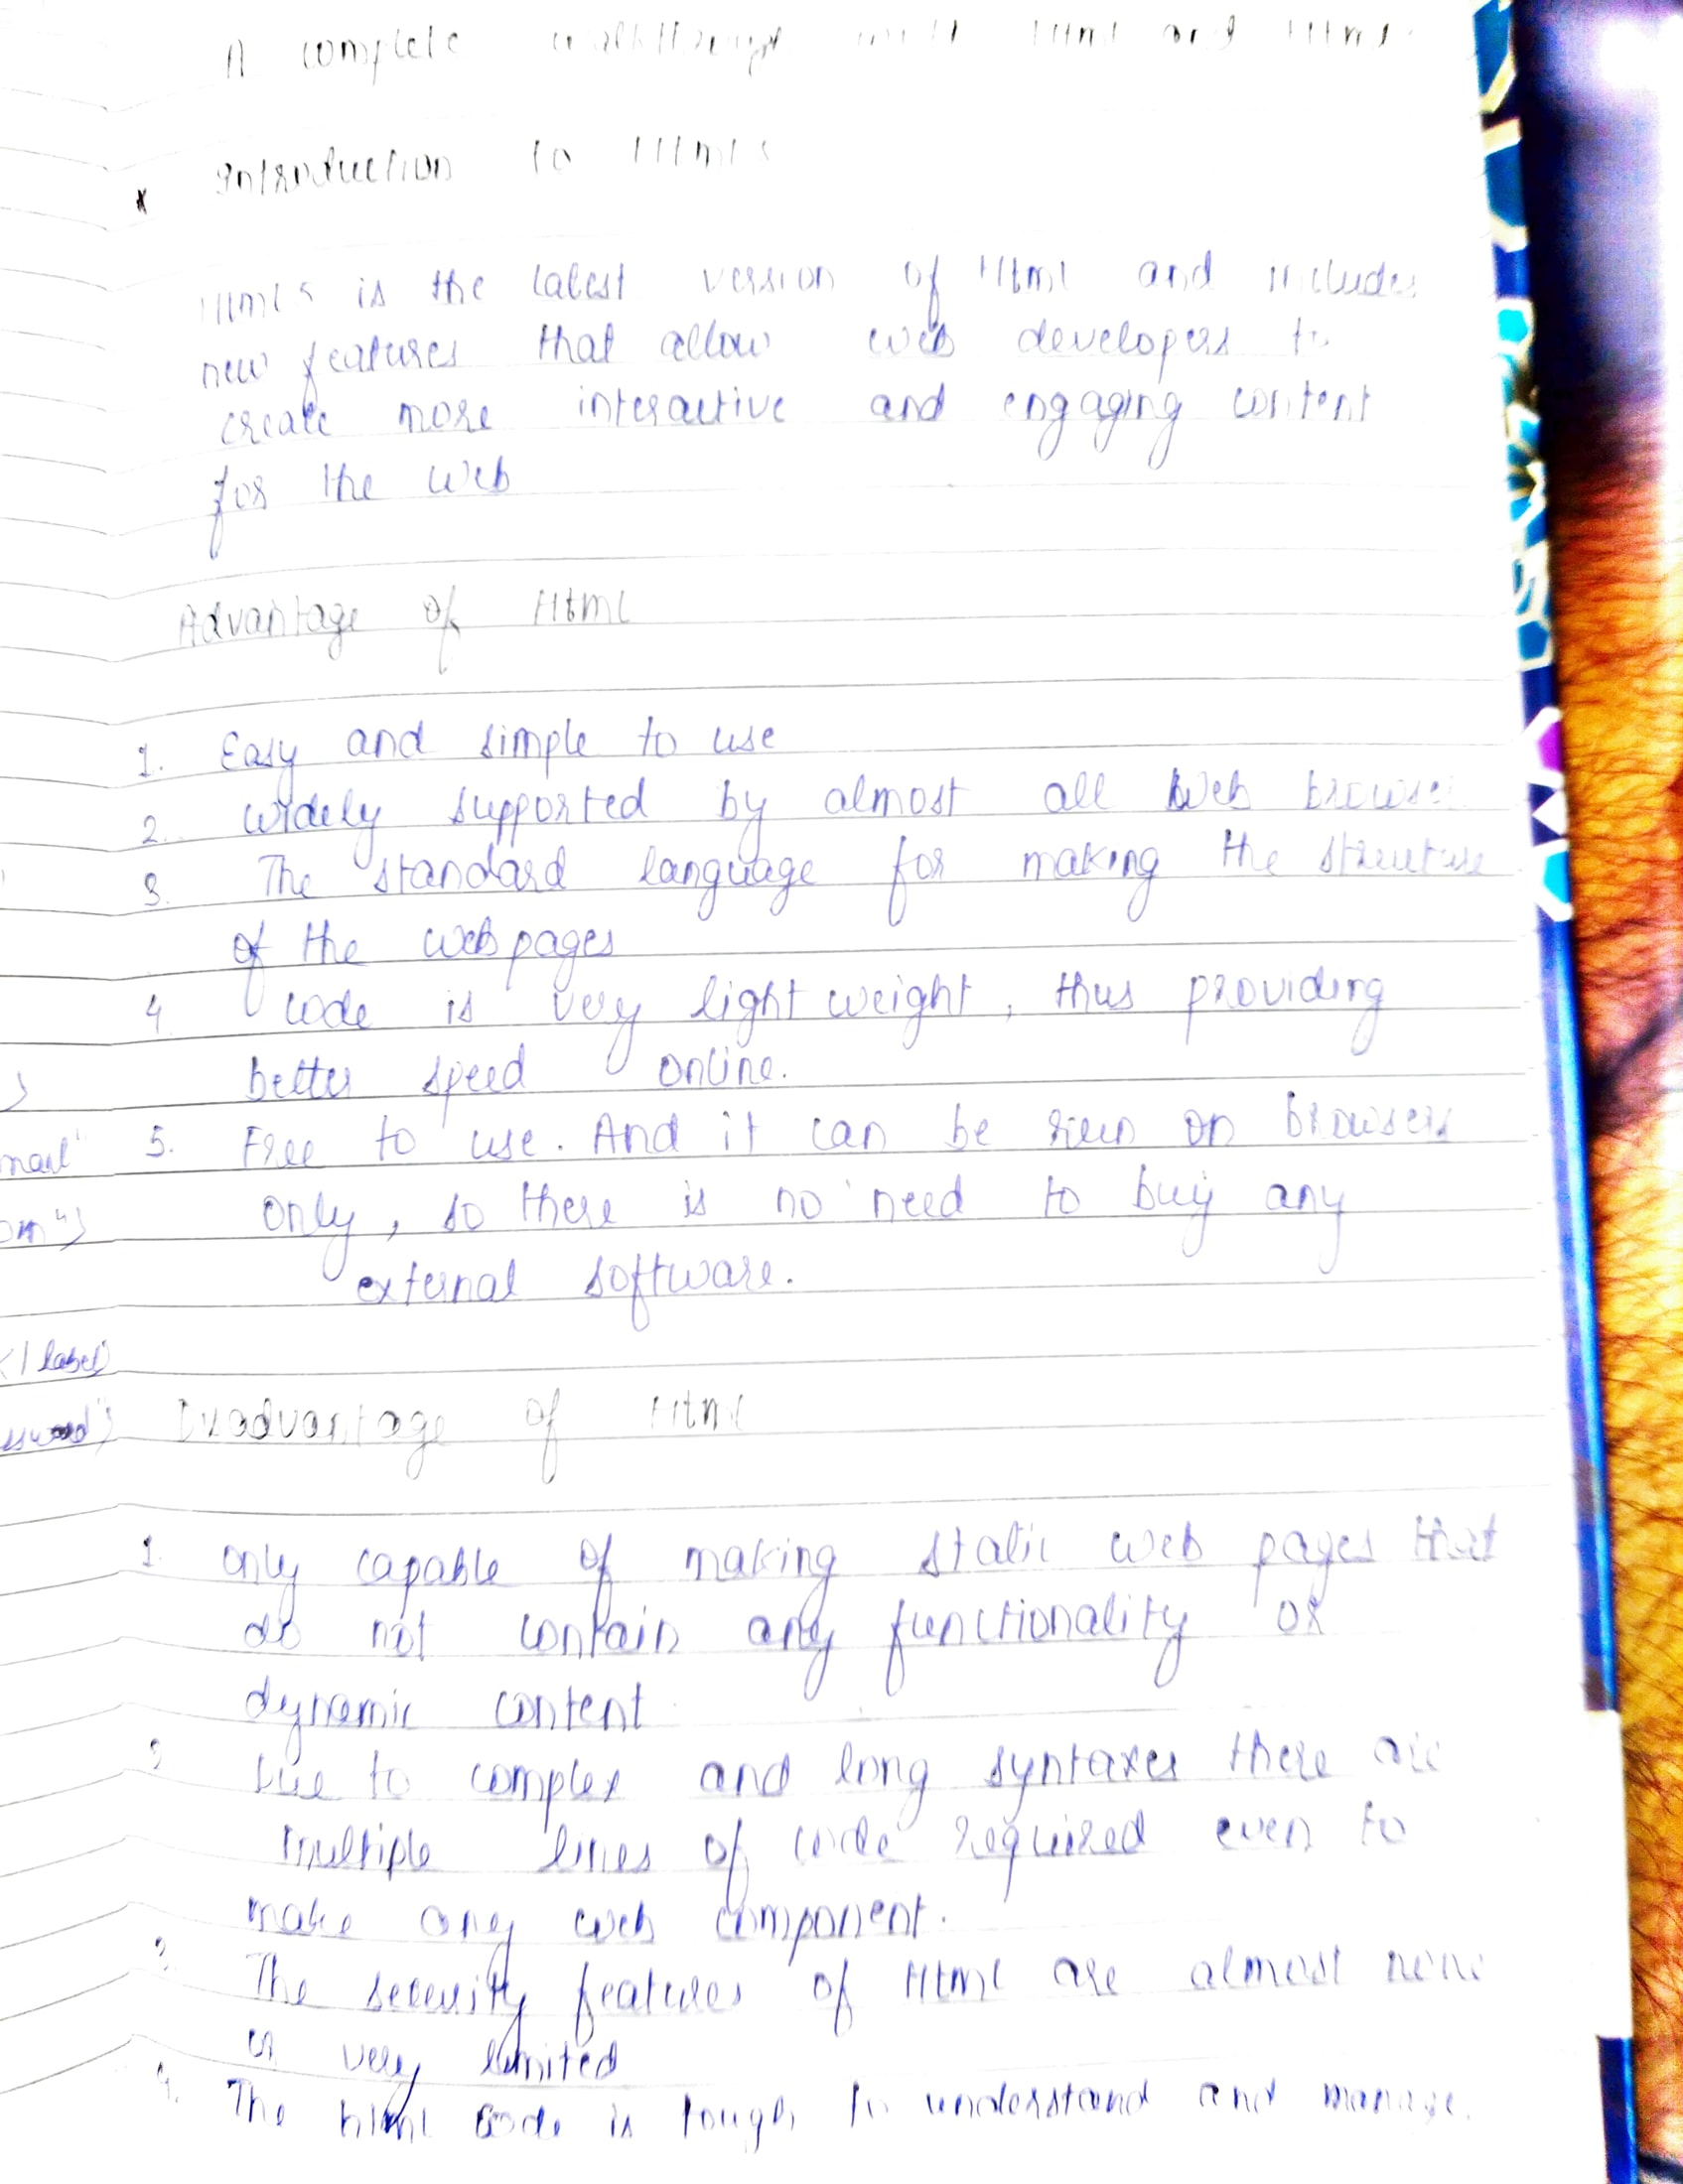 A complete walkthrough with Html and Html5
* Introduction to Html5
Html5 is the latest version of Html and includes
new features that allow web developers to
create more interactive and engaging content
for the web
Advantage of Html
1. Easy and simple to use
2. widely supported by almost all Web browse
3. The standard language for making the structure
of the webpages
4 code is very light weight, thus providing
better speed online.
5. Free to use. And it can be run on browsers
only, so there is no need to buy any
external software.
Disadvantage of Html
1. only capable of making static web pages that
do not contain any functionality or
dynamic content
2 Due to complex and long syntaxes there are
multiple lines of code required even to
make any web component.
3. The security features of Html are almost none
or very limited
4. The html code is tough to understand and manage.
mail"
om">
</label